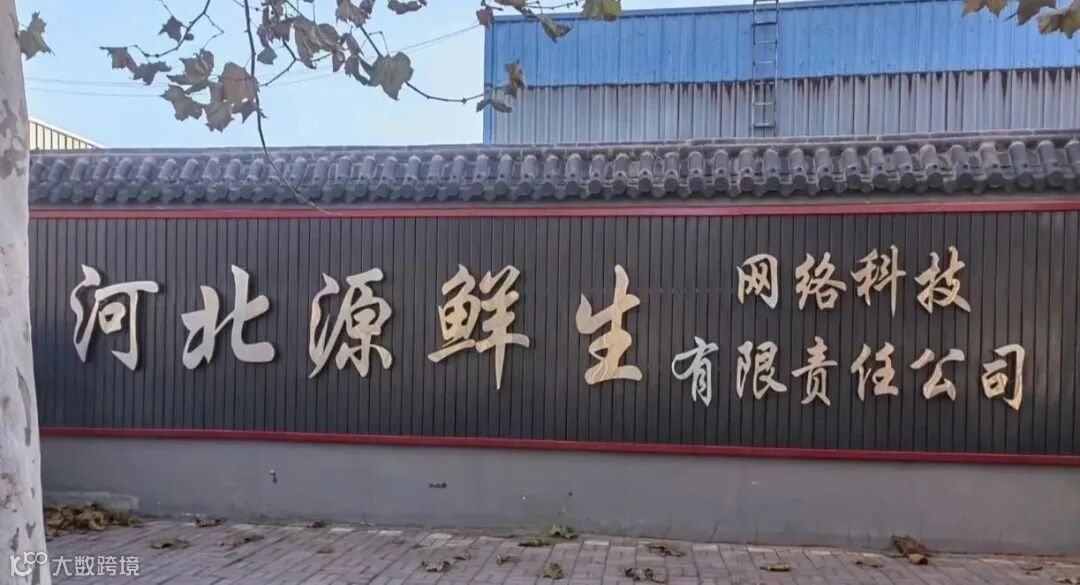 河北源鲜生
网络科技
有限责任公司
大数跨境